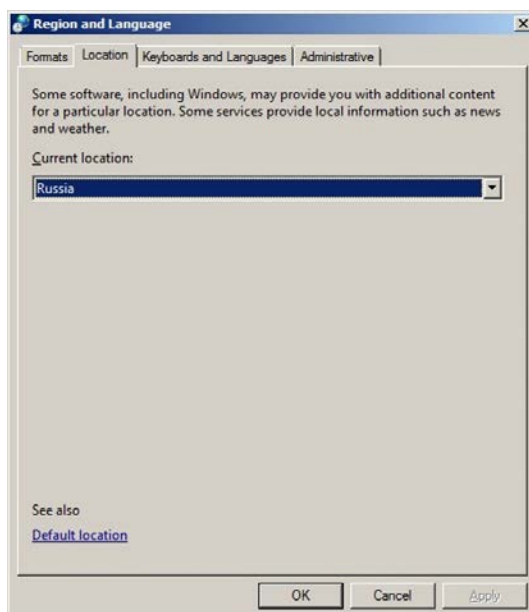 Region and Language
Formats Location Keyboards and Languages Administrative
Some software, including Windows, may provide you with additional content
for a particular location. Some services provide local information such as news
and weather.
Current location:
Russia
See also
Default location
OK Cancel Apply